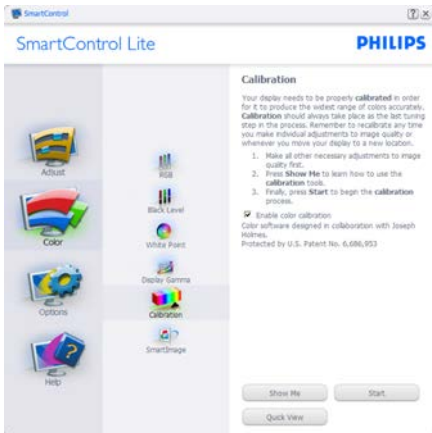 SmartControl
SmartControl Lite
PHILIPS
Adjust
Color
Options
Help
RGB
Black Level
White Point
Display Gamma
Calibration
SmartImage
Calibration
Your display needs to be properly calibrated in order
for it to produce the widest range of colors accurately.
Calibration should always take place as the last tuning
step in the process. Remember to recalibrate any time
you make individual adjustments to image quality or
whenever you move your display to a new location.
1. Make all other necessary adjustments to image
quality first.
2. Press Show Me to learn how to use the
calibration tools.
3. Finally, press Start to begin the calibration
process.
Enable color calibration
Color software designed in collaboration with Joseph
Holmes.
Protected by U.S. Patent No. 6,686,953
Show Me
Start
Quick View